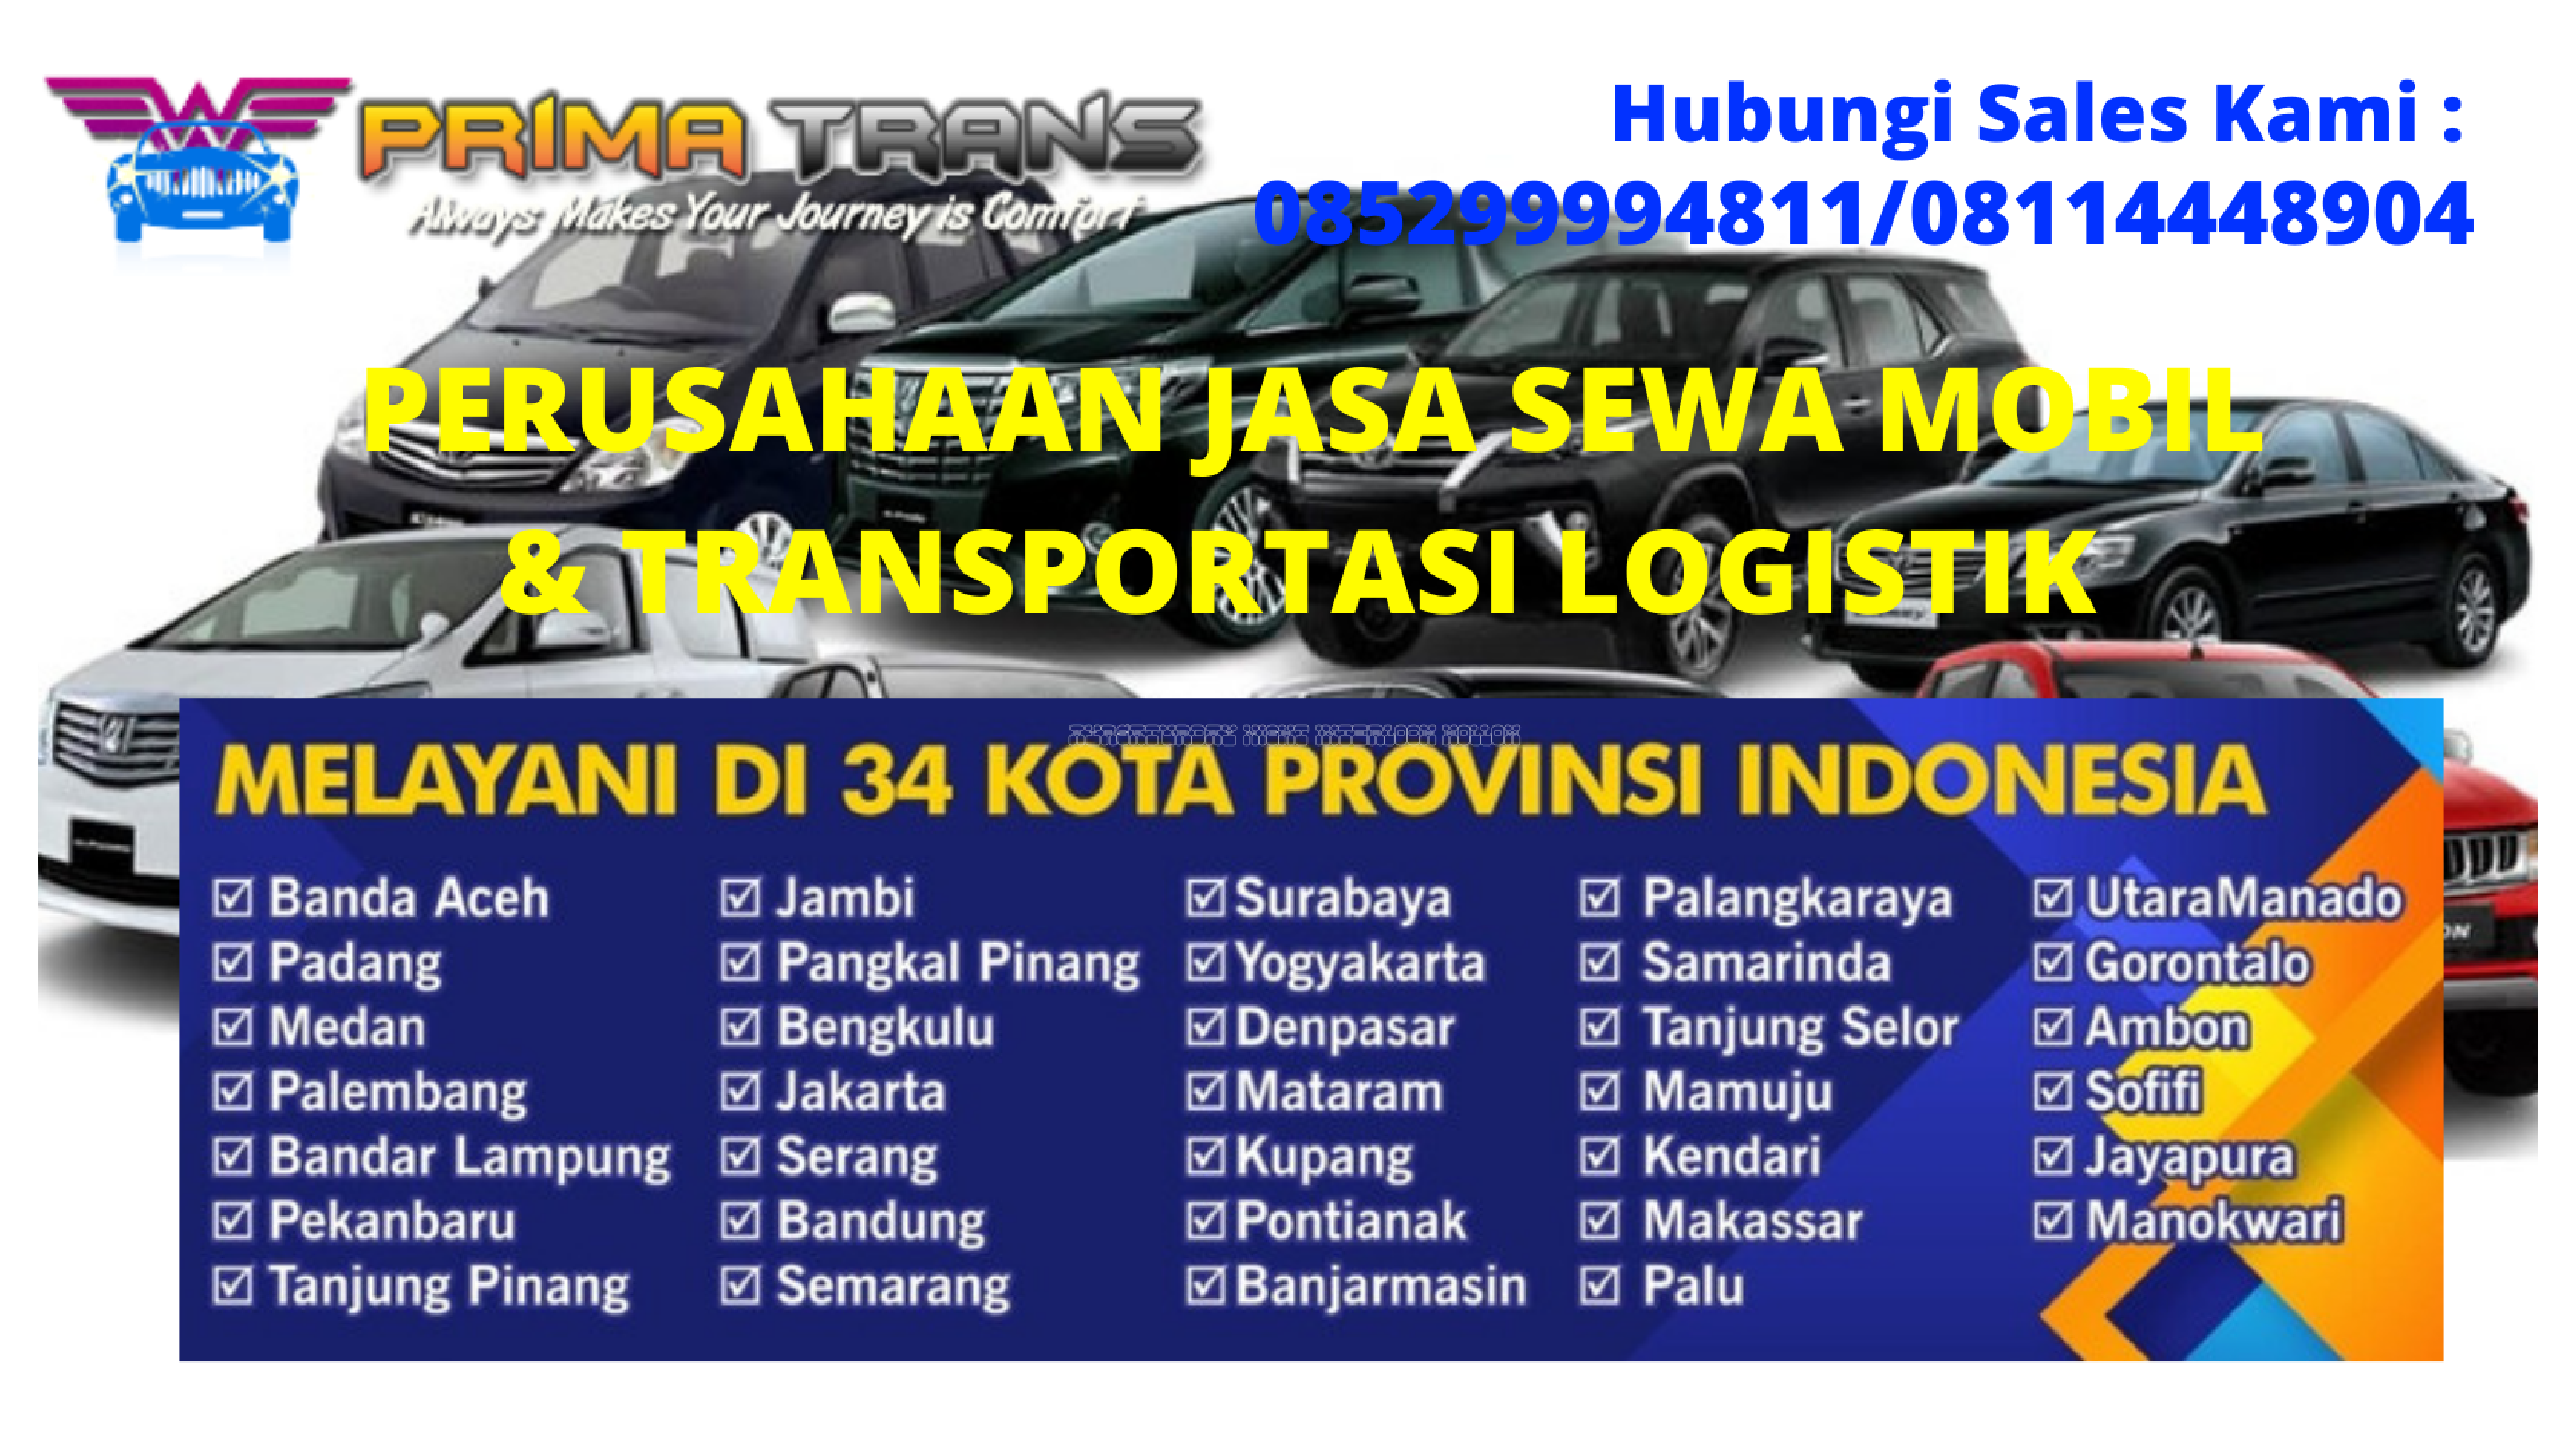 PRIMA TRANS
Always Makes Your Journey is Comfort
Hubungi Sales Kami :
085299994811/08114448904
PERUSAHAAN JASA SEWA MOBIL
& TRANSPORTASI LOGISTIK
MELAYANI DI 34 KOTA PROVINSI INDONESIA
Banda Aceh
Padang
Medan
Palembang
Bandar Lampung
Pekanbaru
Tanjung Pinang
Jambi
Pangkal Pinang
Bengkulu
Jakarta
Serang
Bandung
Semarang
Surabaya
Yogyakarta
Denpasar
Mataram
Kupang
Pontianak
Banjarmasin
Palangkaraya
Samarinda
Tanjung Selor
Mamuju
Kendari
Makassar
Palu
UtaraManado
Gorontalo
Ambon
Sofifi
Jayapura
Manokwari